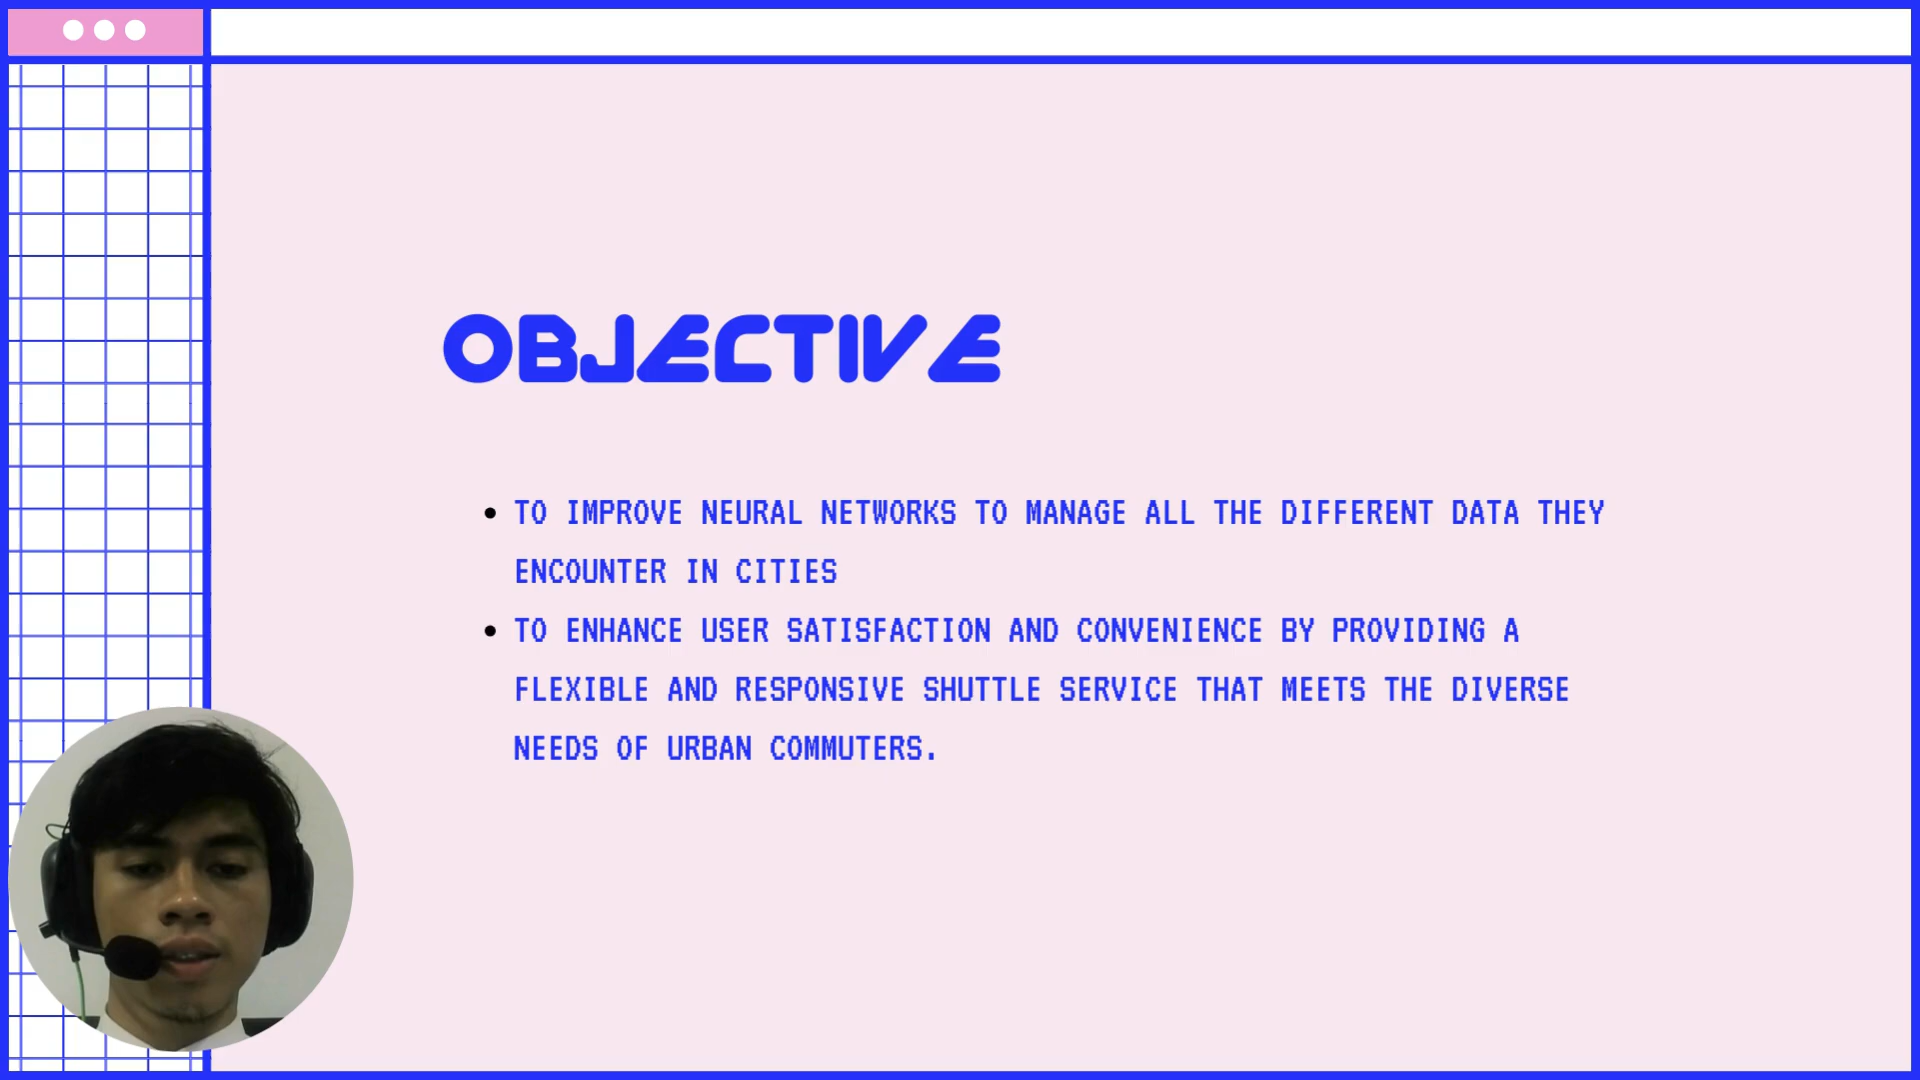 OBJECTIVE
• TO IMPROVE NEURAL NETWORKS TO MANAGE ALL THE DIFFERENT DATA THEY
ENCOUNTER IN CITIES
• TO ENHANCE USER SATISFACTION AND CONVENIENCE BY PROVIDING A
FLEXIBLE AND RESPONSIVE SHUTTLE SERVICE THAT MEETS THE DIVERSE
NEEDS OF URBAN COMMUTERS.